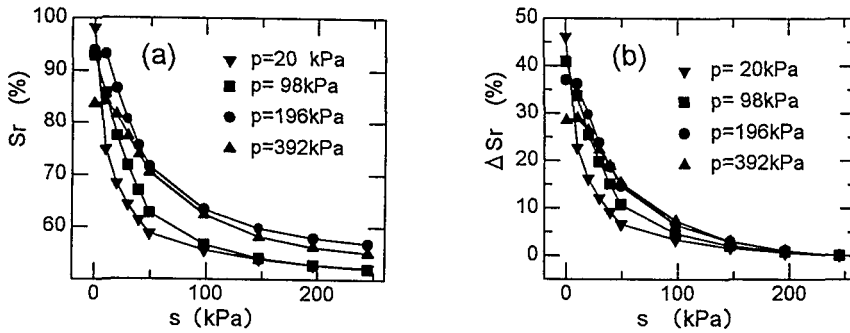 100
90
80
70
60
Sr (%)
(a)
p=20 kPa
p= 98kPa
p=196kPa
p=392kPa
0 100 200
s (kPa)
50
40
30
20
10
0
Δ Sr (%)
(b)
p= 20kPa
p= 98kPa
p=196kPa
p=392kPa
0 100 200
s (kPa)